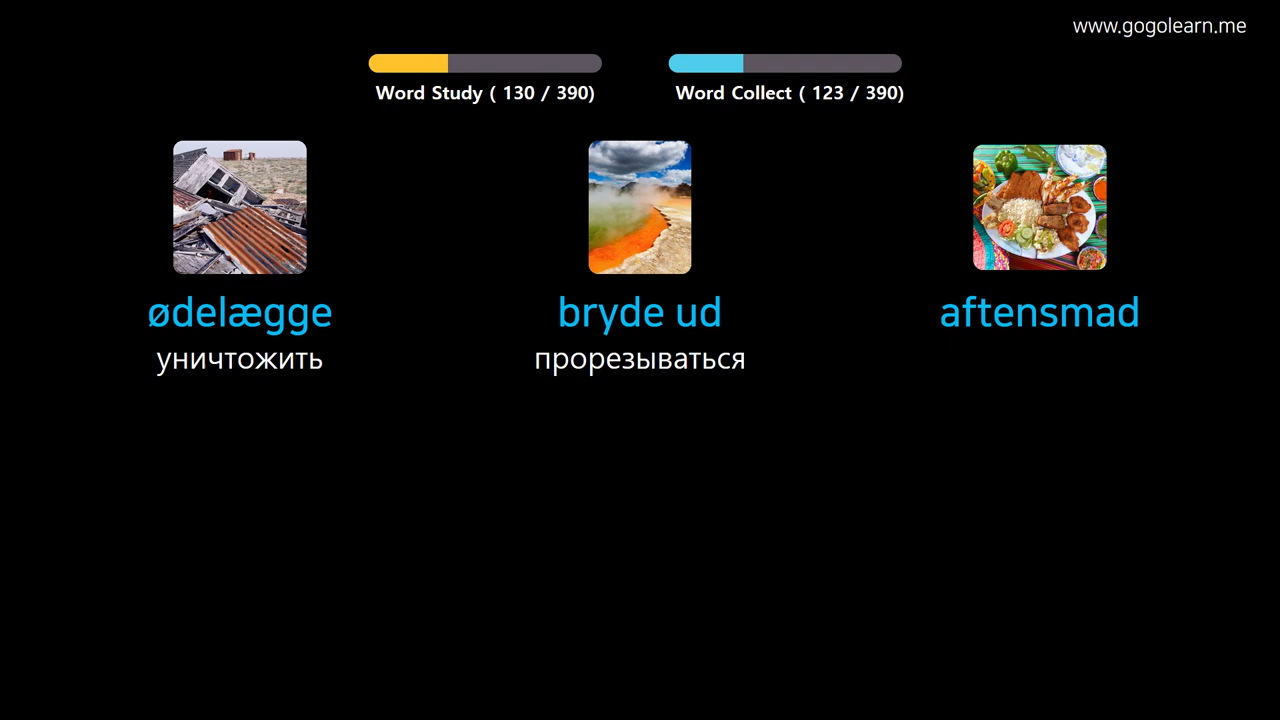 www.gogolearn.me
Word Study ( 130 / 390)
Word Collect ( 123 / 390)
ødelægge
bryde ud
aftensmad
уничтожить
прорезываться